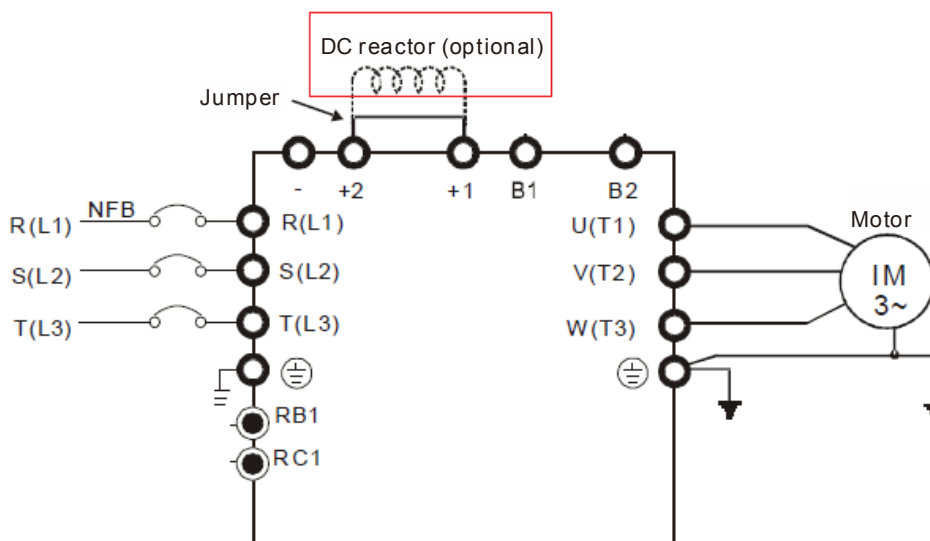 DC reactor (optional)
Jumper
- +2 +1 B1 B2
R(L1) NFB R(L1) U(T1) Motor
S(L2) S(L2) V(T2) IM
3~
T(L3) T(L3) W(T3)
RB1
RC1